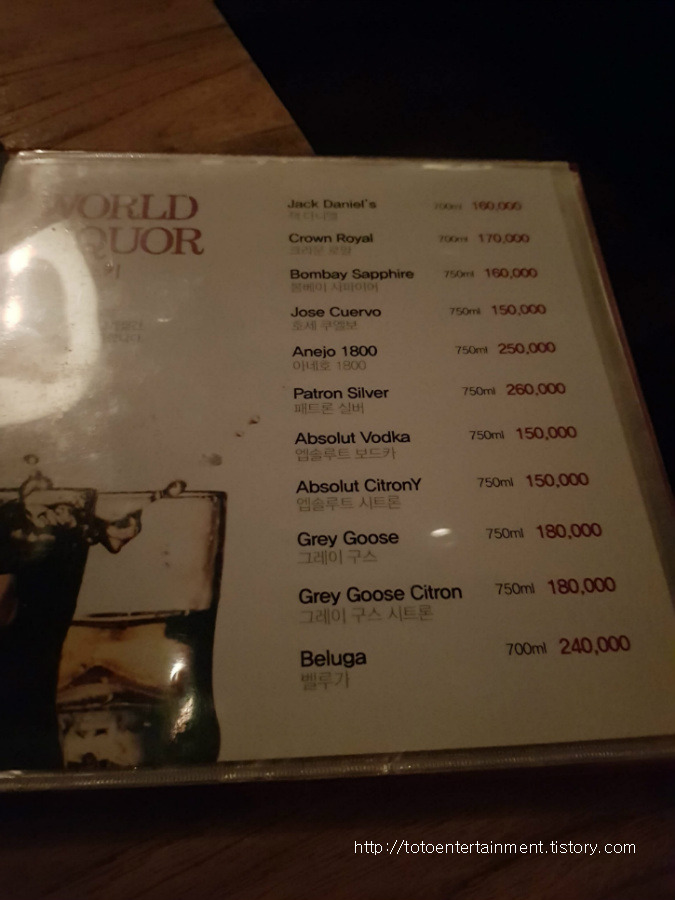 WORLD
LIQUOR
Jack Daniel's 700ml 160,000
잭 다니엘
Crown Royal 700ml 170,000
크라운 로얄
Bombay Sapphire 750ml 160,000
봄베이 사파이어
Jose Cuervo 750ml 150,000
호세 쿠엘보
Anejo 1800 750ml 250,000
아네호 1800
Patron Silver 750ml 260,000
패트론 실버
Absolut Vodka 750ml 150,000
엡솔루트 보드카
Absolut CitronY 750ml 150,000
엡솔루트 시트론
Grey Goose 750ml 180,000
그레이 구스
Grey Goose Citron 750ml 180,000
그레이 구스 시트론
Beluga 700ml 240,000
벨루가
http://totoentertainment.tistory.com